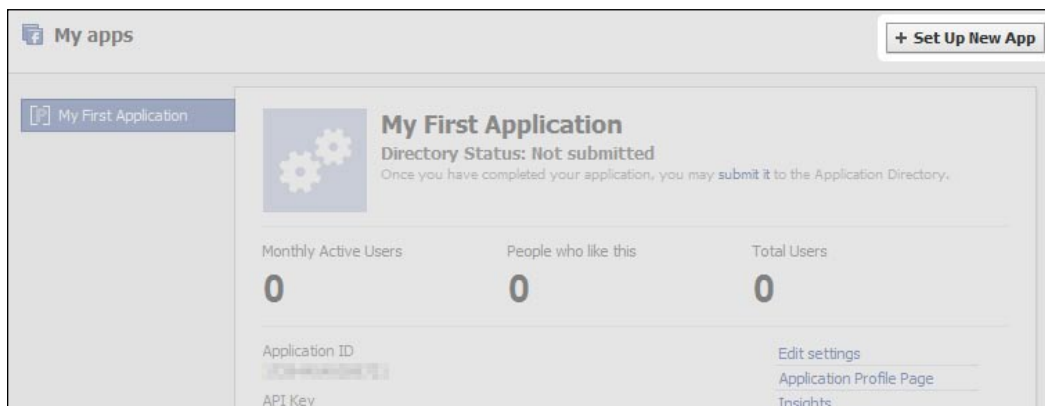 My apps
+ Set Up New App
My First Application
My First Application
Directory Status: Not submitted
Once you have completed your application, you may submit it to the Application Directory.
Monthly Active Users People who like this Total Users
0 0 0
Application ID
Edit settings
Application Profile Page
API Key
Insights